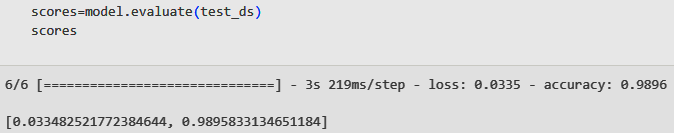 scores=model.evaluate(test_ds)
scores
6/6 [==============================] - 3s 219ms/step - loss: 0.0335 - accuracy: 0.9896
[0.033482521772384644, 0.9895833134651184]